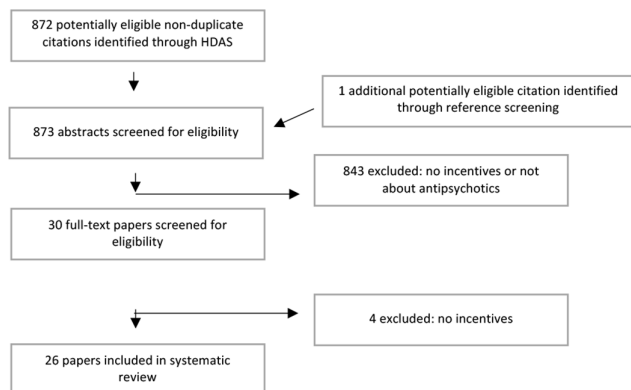 872 potentially eligible non-duplicate
citations identified through HDAS
1 additional potentially eligible citation identified
through reference screening
873 abstracts screened for eligibility
843 excluded: no incentives or not
about antipsychotics
30 full-text papers screened for
eligibility
4 excluded: no incentives
26 papers included in systematic
review